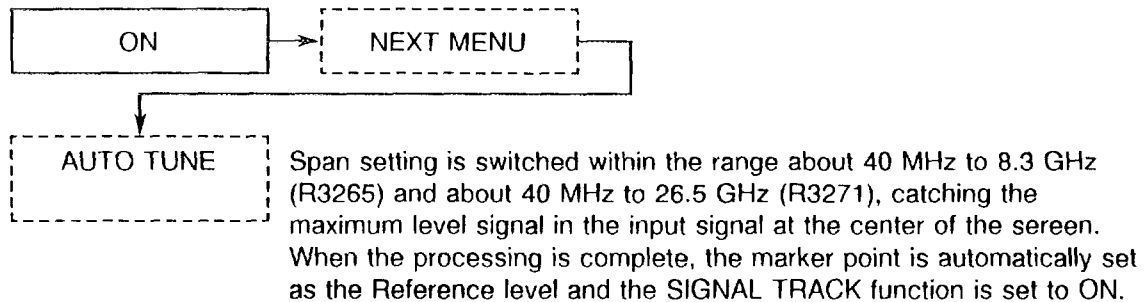 ON
NEXT MENU
AUTO TUNE
Span setting is switched within the range about 40 MHz to 8.3 GHz
(R3265) and about 40 MHz to 26.5 GHz (R3271), catching the
maximum level signal in the input signal at the center of the sereen.
When the processing is complete, the marker point is automatically set
as the Reference level and the SIGNAL TRACK function is set to ON.